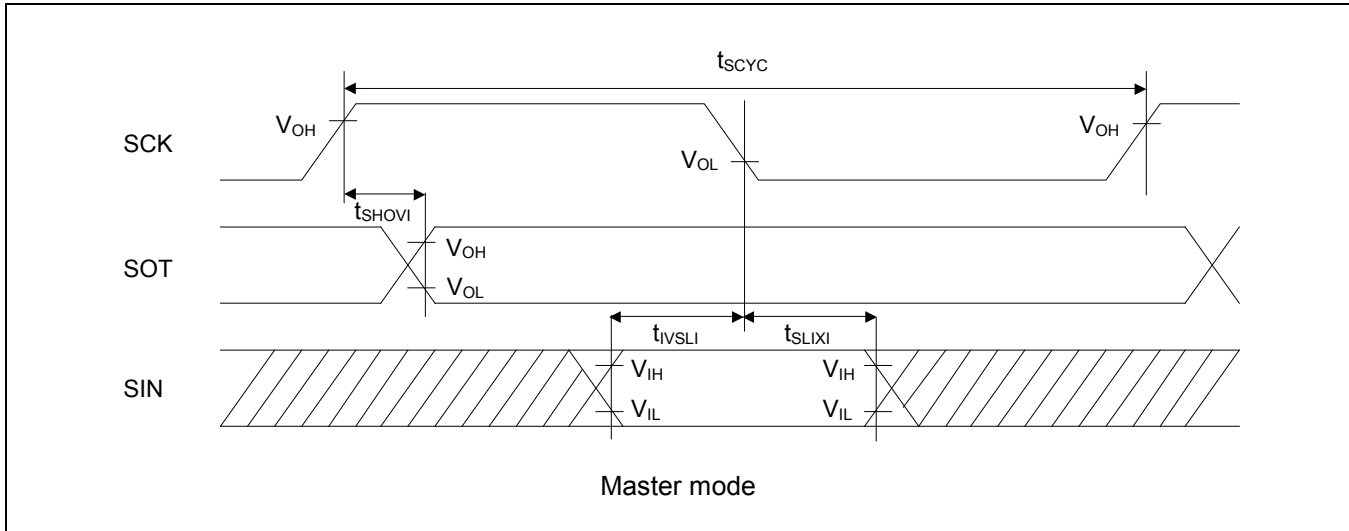 tSCYC
SCK
VOH
VOL
VOH
tSHOVI
SOT
VOH
VOL
tIVSLI
tSLIXI
SIN
VIH
VIL
VIH
VIL
Master mode